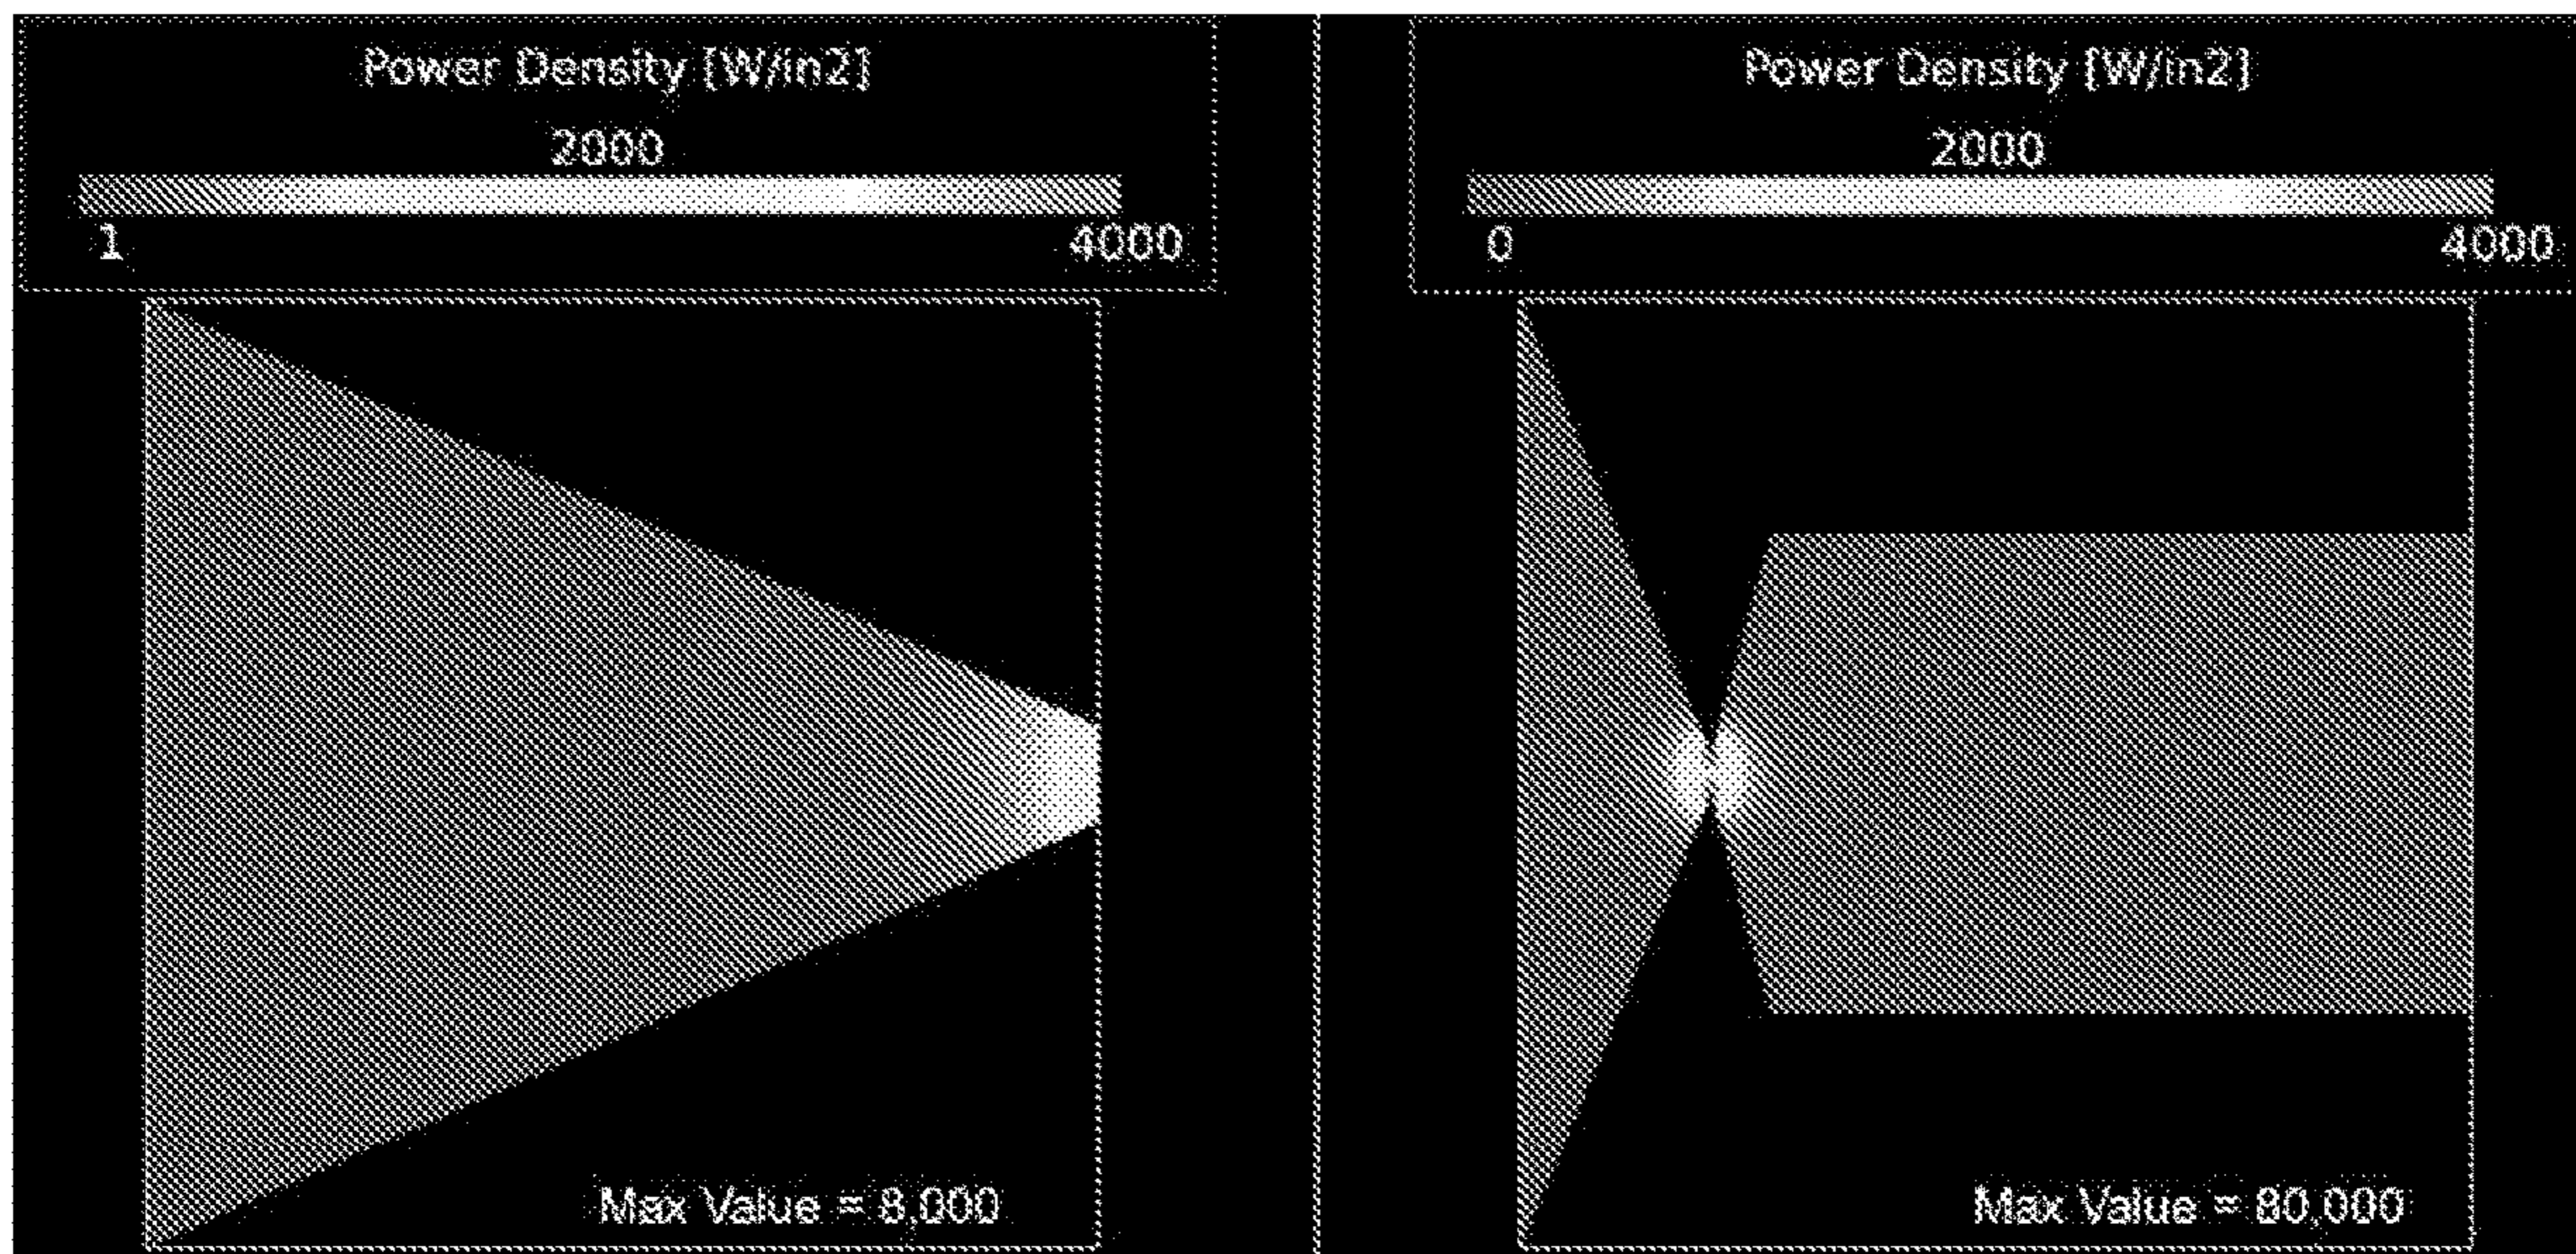 Power Density [W/in2]
2000
1 4000
Max Value = 8,000
Power Density [W/in2]
2000
0 4000
Max Value = 80,000